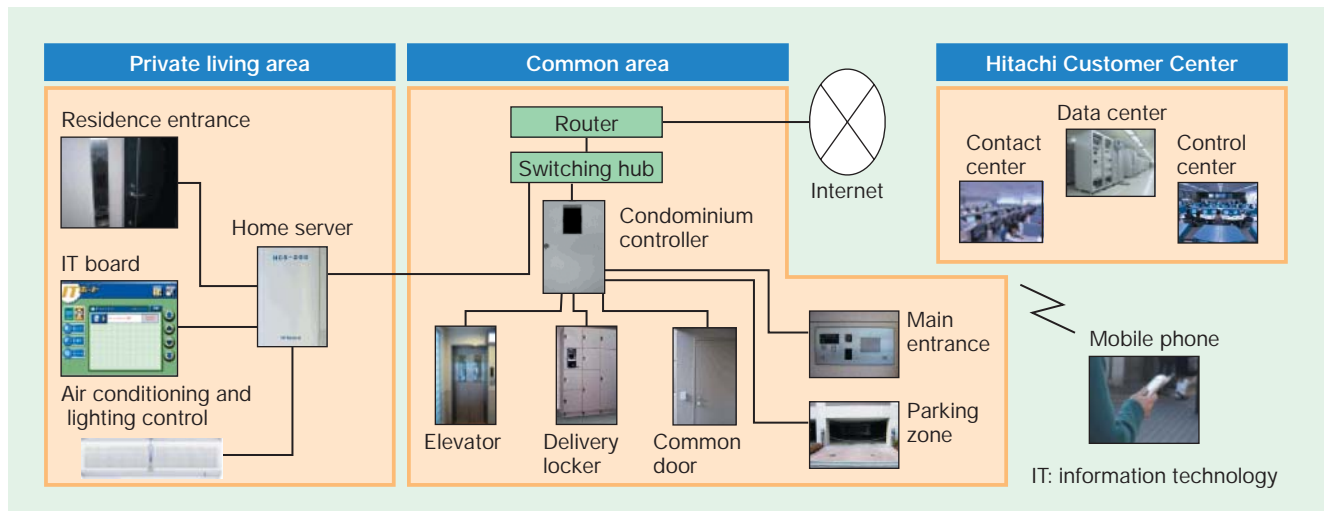 Private living area
Common area
Hitachi Customer Center
Residence entrance
IT board
Home server
Air conditioning and
lighting control
Router
Switching hub
Condominium
controller
Internet
Elevator
Delivery
locker
Common
door
Main
entrance
Parking
zone
Data center
Contact
center
Control
center
Mobile phone
IT: information technology